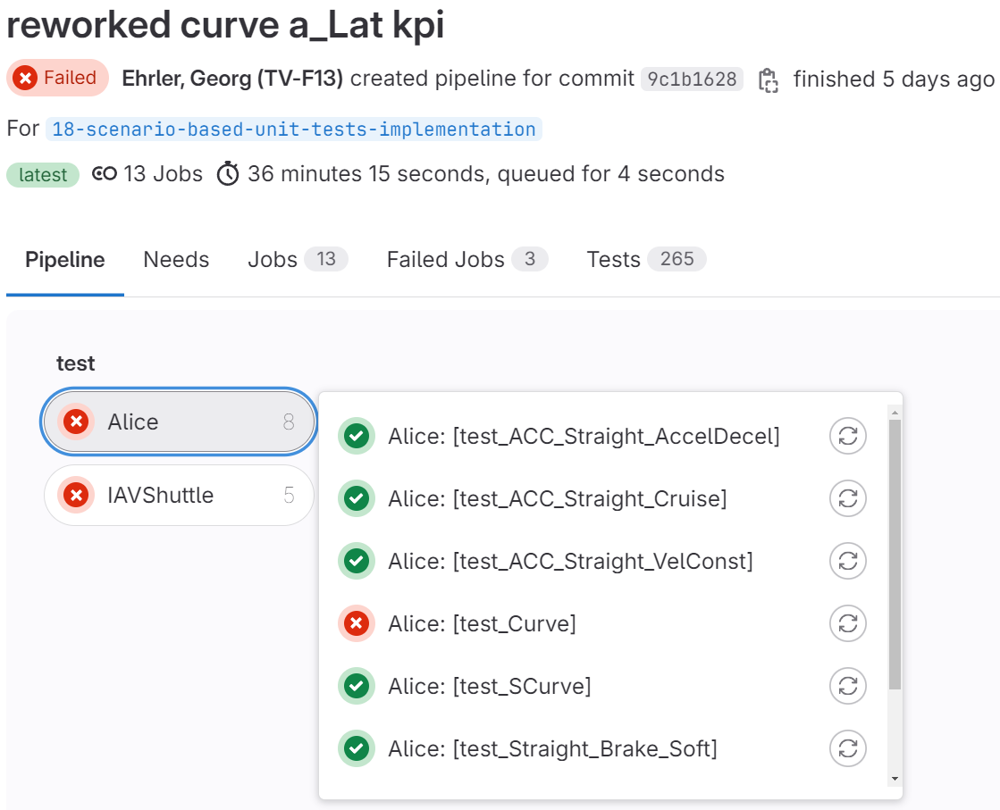 reworked curve a_Lat kpi
Failed Ehrler, Georg (TV-F13) created pipeline for commit 9c1b1628 finished 5 days ago
For 18-scenario-based-unit-tests-implementation
latest 13 Jobs 36 minutes 15 seconds, queued for 4 seconds
Pipeline Needs Jobs 13 Failed Jobs 3 Tests 265
test
Alice 8
IAVShuttle 5
Alice: [test_ACC_Straight_AccelDecel]
Alice: [test_ACC_Straight_Cruise]
Alice: [test_ACC_Straight_VelConst]
Alice: [test_Curve]
Alice: [test_SCurve]
Alice: [test_Straight_Brake_Soft]